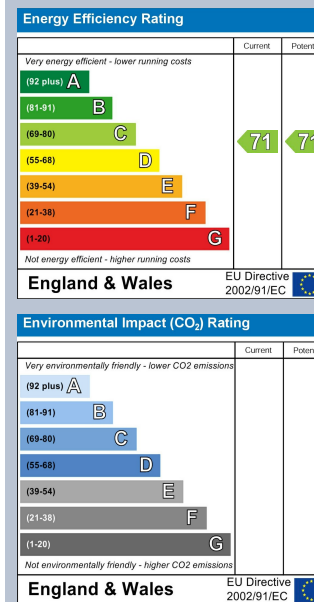 Energy Efficiency Rating
Current Potent
Very energy efficient - lower running costs
(92 plus) A
(81-91) B
(69-80) C
(55-68) D
(39-54) E
(21-38) F
(1-20) G
71 71
Not energy efficient - higher running costs
England & Wales
EU Directive
2002/91/EC
Environmental Impact (CO₂) Rating
Current Poten
Very environmentally friendly - lower CO2 emissions
(92 plus) A
(81-91) B
(69-80) C
(55-68) D
(39-54) E
(21-38) F
(1-20) G
Not environmentally friendly - higher CO2 emissions
England & Wales
EU Directive
2002/91/EC